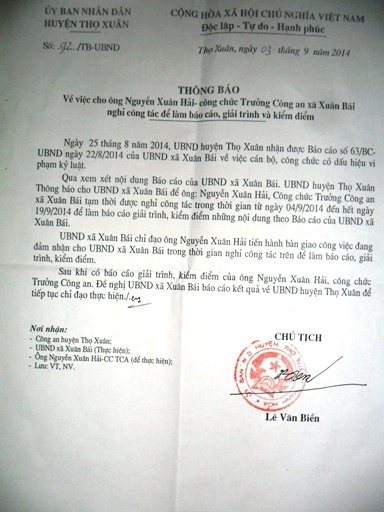 ỦY BAN NHÂN DÂN
HUYỆN THỌ XUÂN
CỘNG HÒA XÃ HỘI CHỦ NGHĨA VIỆT NAM
Độc lập - Tự do - Hạnh phúc
Số: 92/TB-UBND
Thọ Xuân, ngày 03 tháng 9 năm 2014
THÔNG BÁO
Về việc cho ông Nguyễn Xuân Hải- công chức Trưởng Công an xã Xuân Bái
nghỉ công tác để làm báo cáo, giải trình và kiểm điểm
Ngày 25 tháng 8 năm 2014, UBND huyện Thọ Xuân nhận được Báo cáo số 63/BC-
UBND ngày 22/8/2014 của UBND xã Xuân Bái về việc cán bộ, công chức có dấu hiệu vi
phạm kỷ luật.
Qua xem xét nội dung Báo cáo của UBND xã Xuân Bái. UBND huyện Thọ Xuân
Thông báo cho UBND xã Xuân Bái để ông: Nguyễn Xuân Hải, Công chức Trưởng Công an
xã Xuân Bái tạm thời được nghỉ công tác trong thời gian từ ngày 04/9/2014 đến hết ngày
19/9/2014 để làm báo cáo giải trình, kiểm điểm những nội dung theo Báo cáo của UBND xã
Xuân Bái.
UBND xã Xuân Bái chỉ đạo ông Nguyễn Xuân Hải tiến hành bàn giao công việc đang
đảm nhận cho UBND xã Xuân Bái trong thời gian nghỉ công tác trên để làm báo cáo, giải
trình, kiểm điểm.
Sau khi có báo cáo giải trình, kiểm điểm của ông Nguyễn Xuân Hải, công chức
Trưởng Công an. Đề nghị UBND xã Xuân Bái báo cáo kết quả về UBND huyện Thọ Xuân để
tiếp tục chỉ đạo thực hiện./.
Nơi nhận:
- Công an huyện Thọ Xuân;
- UBND xã Xuân Bái (Thực hiện);
- Ông Nguyễn Xuân Hải-CC TCA (để thực hiện);
- Lưu: VT, NV.
CHỦ TỊCH
Lê Văn Biển